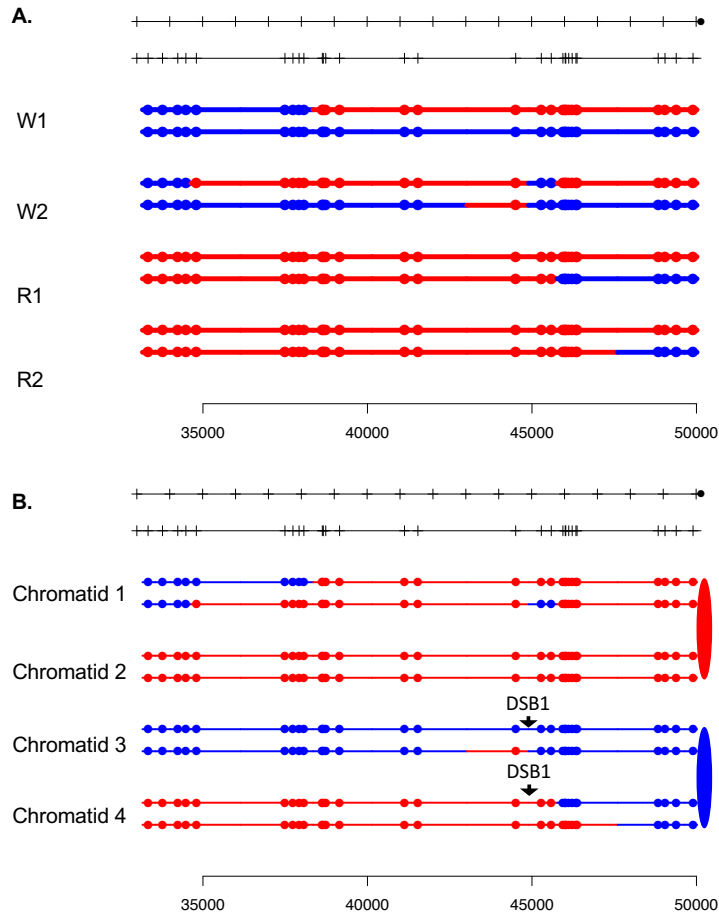 A.
W1
W2
R1
R2
35000 40000 45000 50000
B.
Chromatid 1
Chromatid 2
DSB1
Chromatid 3
DSB1
Chromatid 4
35000 40000 45000 50000